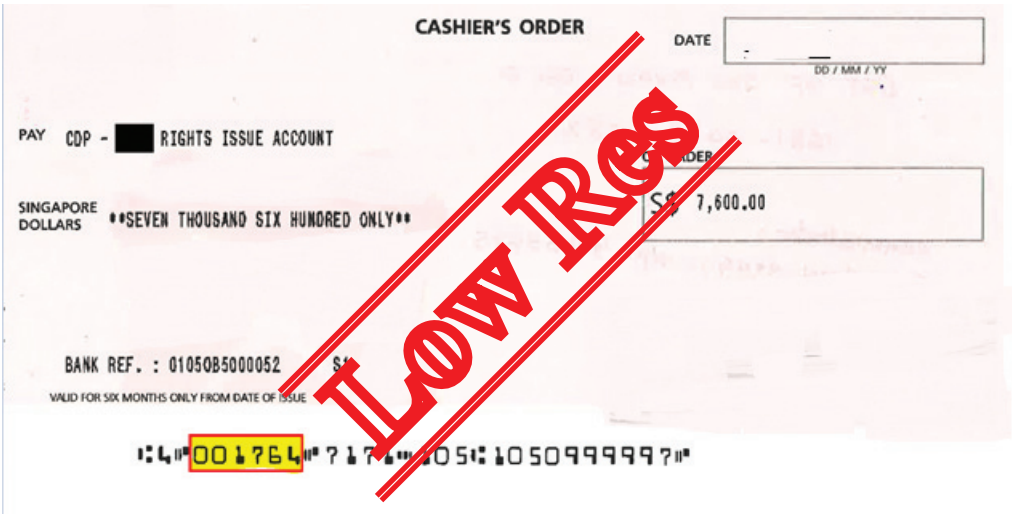 CASHIER'S ORDER
DATE
DD / MM / YY
PAY CDP - RIGHTS ISSUE ACCOUNT
SINGAPORE DOLLARS **SEVEN THOUSAND SIX HUNDRED ONLY**
S$ 7,600.00
BANK REF. : 01050B5000052
VALID FOR SIX MONTHS ONLY FROM DATE OF ISSUE
001764
Low Res